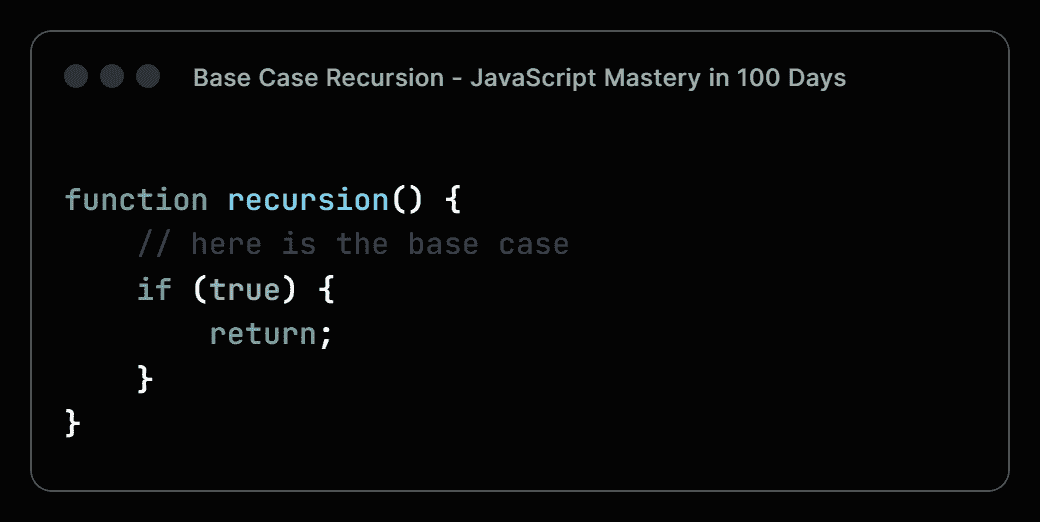 Base Case Recursion - JavaScript Mastery in 100 Days
function recursion() {
    // here is the base case
    if (true) {
        return;
    }
}